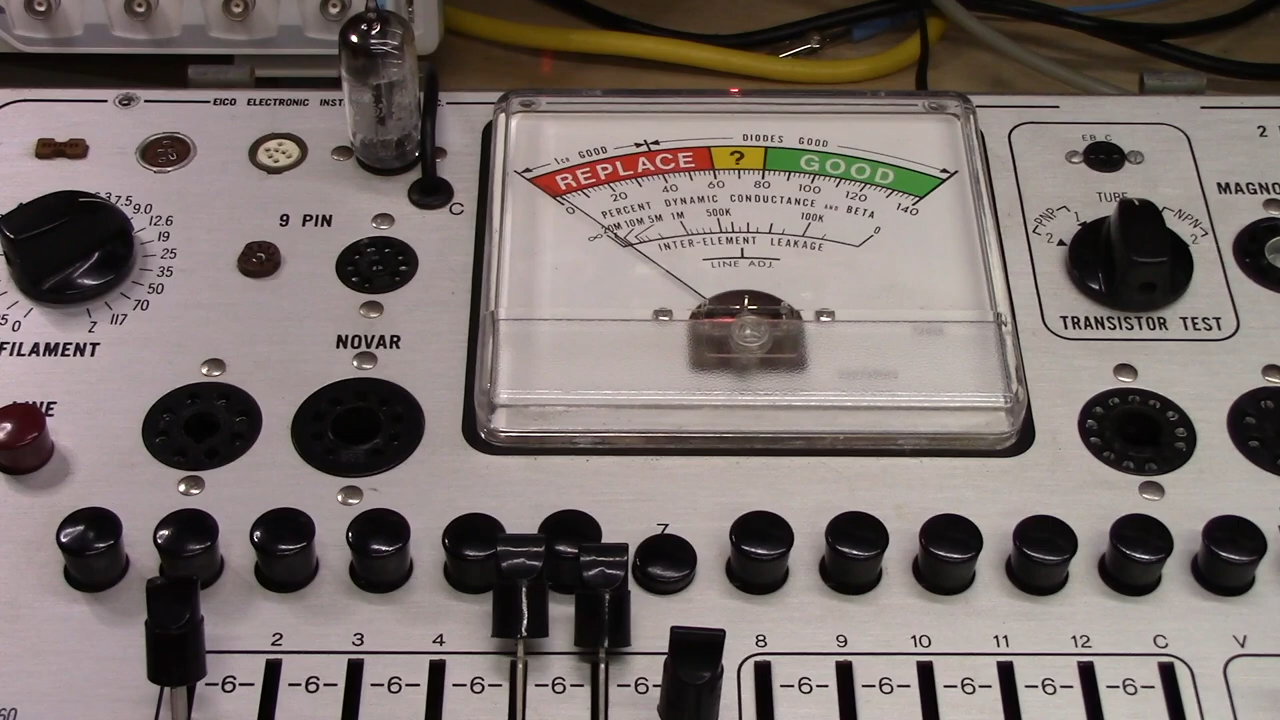 EICO ELECTRONIC INST
C.
C
37.5
9.0
12.6
19
25
35
50
70
117
Z
0
FILAMENT
LINE
9 PIN
NOVAR
DIODES GOOD
Ico GOOD
REPLACE ? GOOD
0 20 40 60 80 100 120 140
PERCENT DYNAMIC CONDUCTANCE AND BETA
∞ 20M 10M 5M 1M 500K 100K 0
INTER-ELEMENT LEAKAGE
LINE ADJ.
EB C
TUBE
PNP 1 NPN
2 2
TRANSISTOR TEST
2
MAGNO
7
2 3 4 8 9 10 11 12 C V
-6- -6- -6- -6- -6- -6- -6- -6- -6- -6- -6-
60